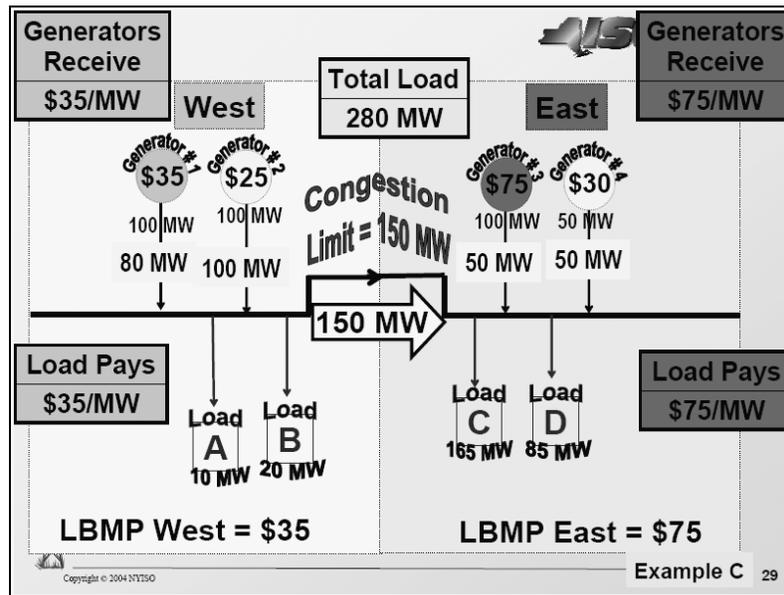 Generators
Receive
$35/MW
Total Load
280 MW
ISO
Generators
Receive
$75/MW
West
East
Generator #1
$35
100 MW
80 MW
Generator #2
$25
100 MW
100 MW
Congestion
Limit = 150 MW
150 MW
Generator #3
$75
100 MW
50 MW
Generator #4
$30
50 MW
50 MW
Load Pays
$35/MW
Load
A
10 MW
Load
B
20 MW
Load
C
165 MW
Load
D
85 MW
Load Pays
$75/MW
LBMP West = $35
LBMP East = $75
Copyright © 2004 NYISO
Example C
29